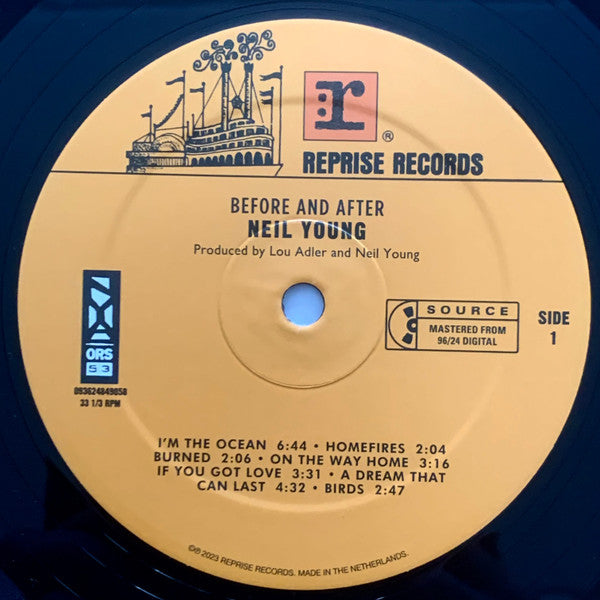 r
®
REPRISE RECORDS
BEFORE AND AFTER
NEIL YOUNG
Produced by Lou Adler and Neil Young
NYA
ORS
53
093624849858
33 1/3 RPM
SOURCE
MASTERED FROM
96/24 DIGITAL
SIDE
1
I'M THE OCEAN 6:44 • HOMEFIRES 2:04
BURNED 2:06 • ON THE WAY HOME 3:16
IF YOU GOT LOVE 3:31 • A DREAM THAT
CAN LAST 4:32 • BIRDS 2:47
©℗ 2023 REPRISE RECORDS. MADE IN THE NETHERLANDS.